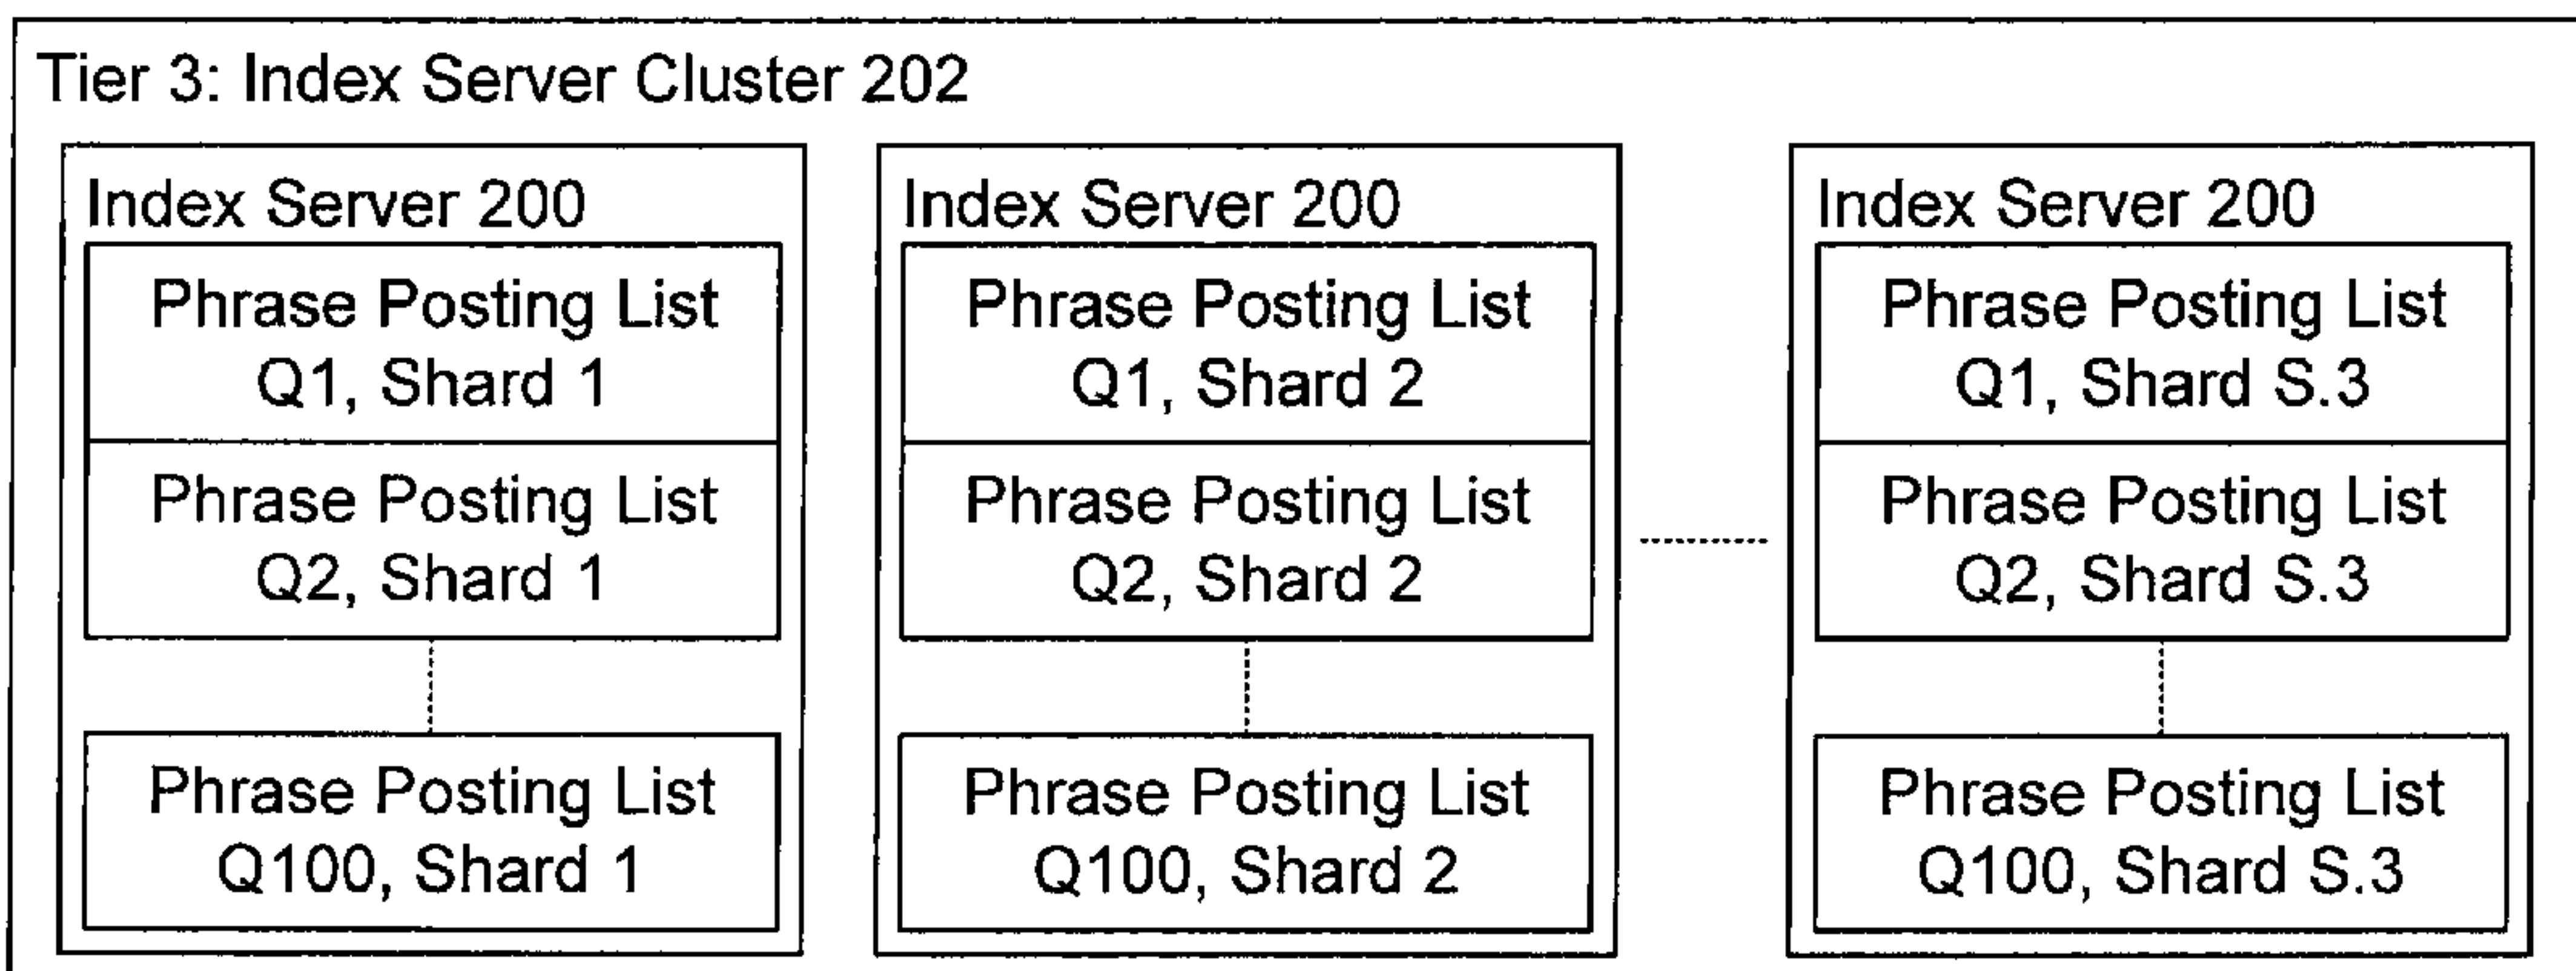 Tier 3: Index Server Cluster 202
Index Server 200
Phrase Posting List
Q1, Shard 1
Phrase Posting List
Q2, Shard 1
Phrase Posting List
Q100, Shard 1
Index Server 200
Phrase Posting List
Q1, Shard 2
Phrase Posting List
Q2, Shard 2
Phrase Posting List
Q100, Shard 2
Index Server 200
Phrase Posting List
Q1, Shard S.3
Phrase Posting List
Q2, Shard S.3
Phrase Posting List
Q100, Shard S.3